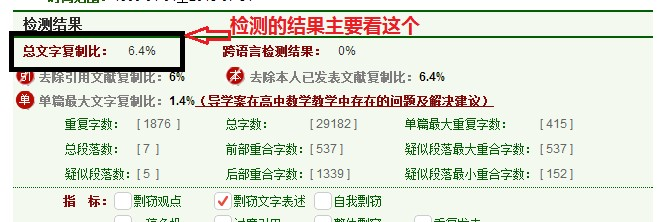 检测结果
检测的结果主要看这个
总文字复制比： 6.4% 跨语言检测结果： 0%
引 去除引用文献复制比：6% 本 去除本人已发表文献复制比：6.4%
单 单篇最大文字复制比：1.4%（导学案在高中数学教学中存在的问题及解决建议）
重复字数： [ 1876 ] 总字数： [ 29182 ] 单篇最大重复字数： [ 415 ]
总段落数： [ 7 ] 前部重合字数： [ 537 ] 疑似段落最大重合字数： [ 537 ]
疑似段落数： [ 5 ] 后部重合字数： [ 1339 ] 疑似段落最小重合字数： [ 152 ]
指 标： 剽窃观点 剽窃文字表述 自我剽窃